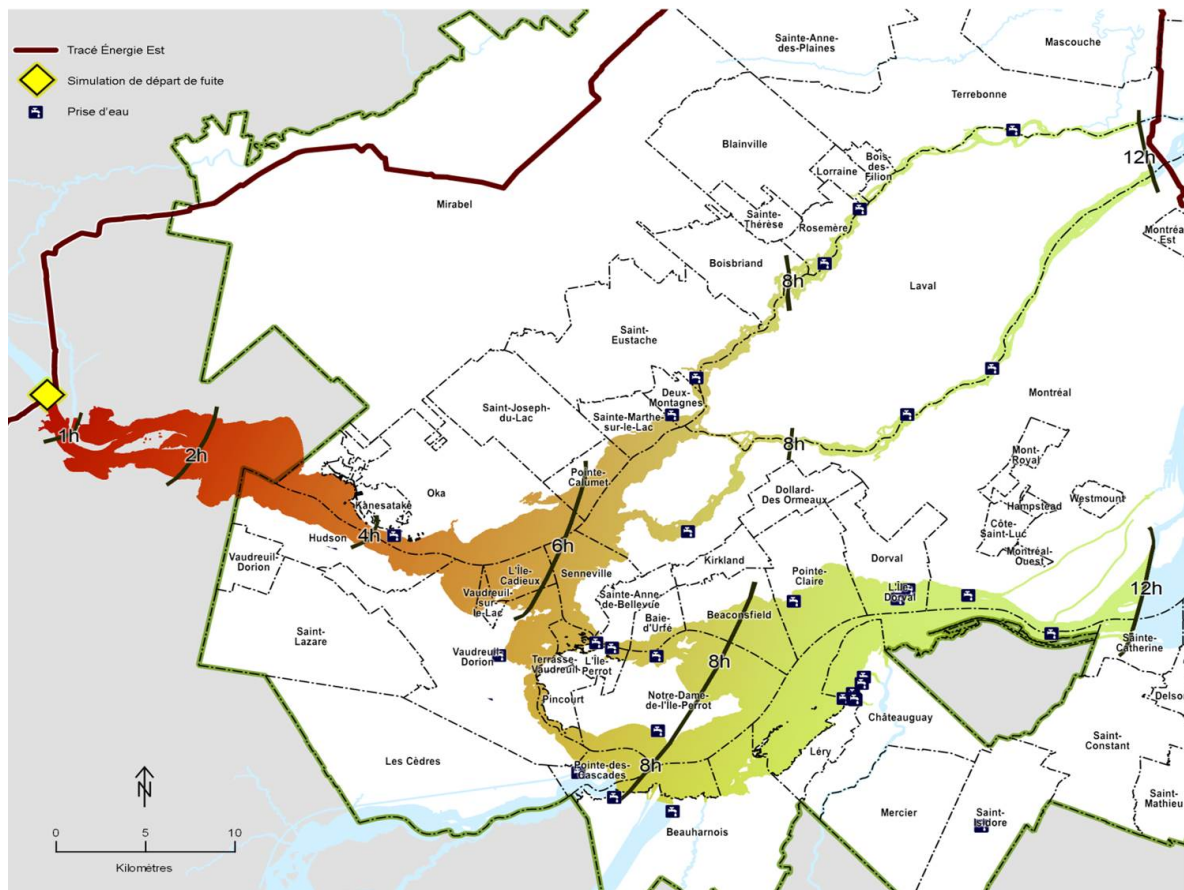 Tracé Énergie Est
Simulation de départ de fuite
Prise d'eau
Sainte-Anne-
des-Plaines
Mascouche
Terrebonne
Blainville
Lorraine
Bois-
des-
Filion
12h
Mirabel
Sainte-
Thérèse
Rosemère
Montréal
Est
Boisbriand
8h
Laval
Saint-
Eustache
Deux-
Montagnes
Montréal
Saint-Joseph-
du-Lac
Sainte-Marthe-
sur-le-Lac
1h
2h
8h
Mont-
Royal
Pointe-
Calumet
Oka
Dollard-
Des Ormeaux
Hampstead
Westmount
Kanesatake
Côte-
Saint-Luc
4h
Hudson
6h
Montréal-
Ouest
Vaudreuil-
Dorion
L'Île-
Cadieux
Senneville
Kirkland
Dorval
Pointe-
Claire
Vaudreuil-
sur-
le-Lac
Sainte-Anne
de-Bellevue
L'Île-
Dorval
12h
Baie-
d'Urfé
Beaconsfield
Saint-
Lazare
Sainte-
Catherine
Vaudreuil-
Dorion
Terrasse-
Vaudreuil
L'Île-
Perrot
8h
Pincourt
Notre-Dame-
de-l'Île-Perrot
Delson
Châteauguay
Saint-
Constant
Léry
Les Cèdres
Pointe-des-
Cascades
8h
Saint-
Mathieu
N
Mercier
Saint-
Isidore
Beauharnois
0 5 10
Kilomètres